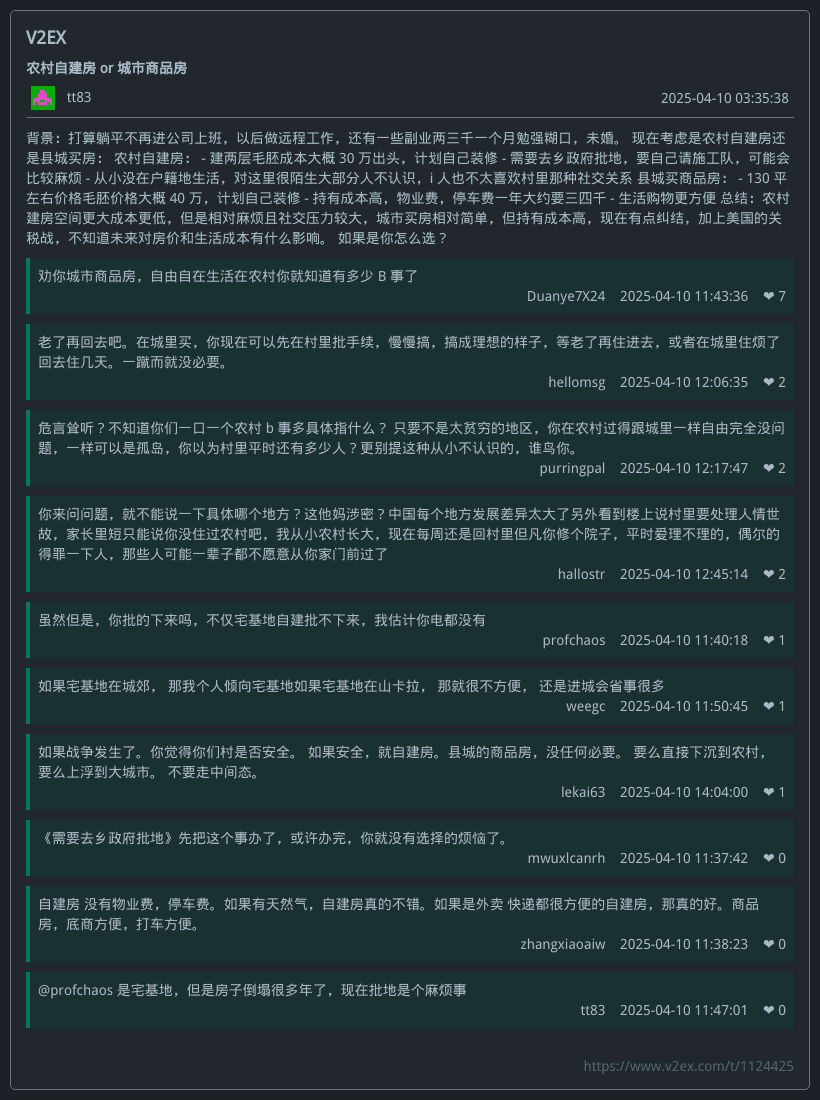 V2EX
农村自建房 or 城市商品房
tt83
2025-04-10 03:35:38
背景：打算躺平不再进公司上班，以后做远程工作，还有一些副业两三千一个月勉强糊口，未婚。 现在考虑是农村自建房还
是县城买房： 农村自建房： - 建两层毛胚成本大概 30 万出头，计划自己装修 - 需要去乡政府批地，要自己请施工队，可能会
比较麻烦 - 从小没在户籍地生活，对这里很陌生大部分人不认识，i 人也不太喜欢村里那种社交关系 县城买商品房： - 130 平
左右价格毛胚价格大概 40 万，计划自己装修 - 持有成本高，物业费，停车费一年大约要三四千 - 生活购物更方便 总结：农村
建房空间更大成本更低，但是相对麻烦且社交压力较大，城市买房相对简单，但持有成本高，现在有点纠结，加上美国的关
税战，不知道未来对房价和生活成本有什么影响。 如果是你怎么选？
劝你城市商品房，自由自在生活在农村你就知道有多少 B 事了
Duanye7X24 2025-04-10 11:43:36 ❤ 7
老了再回去吧。在城里买，你现在可以先在村里批手续，慢慢搞，搞成理想的样子，等老了再住进去，或者在城里住烦了
回去住几天。一蹴而就没必要。
hellomsg 2025-04-10 12:06:35 ❤ 2
危言耸听？不知道你们一口一个农村 b 事多具体指什么？ 只要不是太贫穷的地区，你在农村过得跟城里一样自由完全没问
题，一样可以是孤岛，你以为村里平时还有多少人？更别提这种从小不认识的，谁鸟你。
purringpal 2025-04-10 12:17:47 ❤ 2
你来问问题，就不能说一下具体哪个地方？这他妈涉密？中国每个地方发展差异太大了另外看到楼上说村里要处理人情世
故，家长里短只能说你没住过农村吧，我从小农村长大，现在每周还是回村里但凡你修个院子，平时爱理不理的，偶尔的
得罪一下人，那些人可能一辈子都不愿意从你家门前过了
hallostr 2025-04-10 12:45:14 ❤ 2
虽然但是，你批的下来吗，不仅宅基地自建批不下来，我估计你电都没有
profchaos 2025-04-10 11:40:18 ❤ 1
如果宅基地在城郊， 那我个人倾向宅基地如果宅基地在山卡拉， 那就很不方便， 还是进城会省事很多
weegc 2025-04-10 11:50:45 ❤ 1
如果战争发生了。你觉得你们村是否安全。 如果安全，就自建房。县城的商品房，没任何必要。 要么直接下沉到农村，
要么上浮到大城市。 不要走中间态。
lekai63 2025-04-10 14:04:00 ❤ 1
《需要去乡政府批地》先把这个事办了，或许办完，你就没有选择的烦恼了。
mwuxlcanrh 2025-04-10 11:37:42 ❤ 0
自建房 没有物业费，停车费。如果有天然气，自建房真的不错。如果是外卖 快递都很方便的自建房，那真的好。商品
房，底商方便，打车方便。
zhangxiaoaiw 2025-04-10 11:38:23 ❤ 0
@profchaos 是宅基地，但是房子倒塌很多年了，现在批地是个麻烦事
tt83 2025-04-10 11:47:01 ❤ 0
https://www.v2ex.com/t/1124425